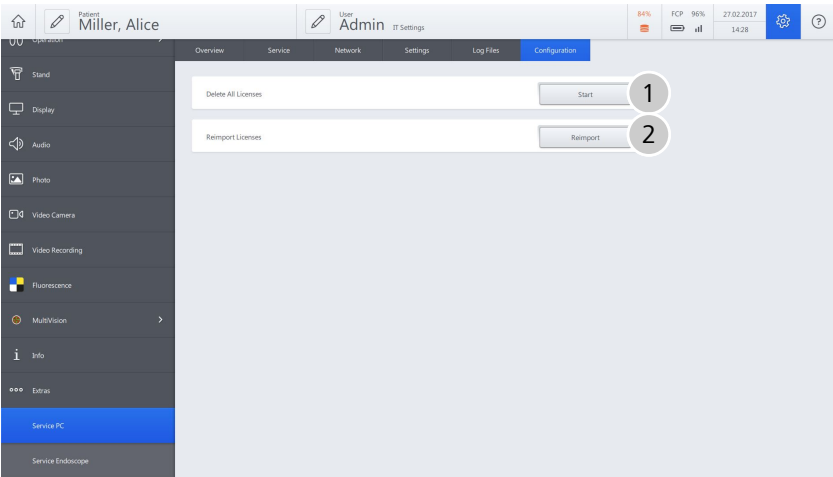 Patient
Miller, Alice
User
Admin IT Settings
84%
FCP 96%
27.02.2017
14:28
?
Operation
Overview Service Network Settings Log Files Configuration
Stand
Delete All Licenses Start 1
Display
Reimport Licenses Reimport 2
Audio
Photo
Video Camera
Video Recording
Fluorescence
MultiVision
Info
Extras
Service PC
Service Endoscope